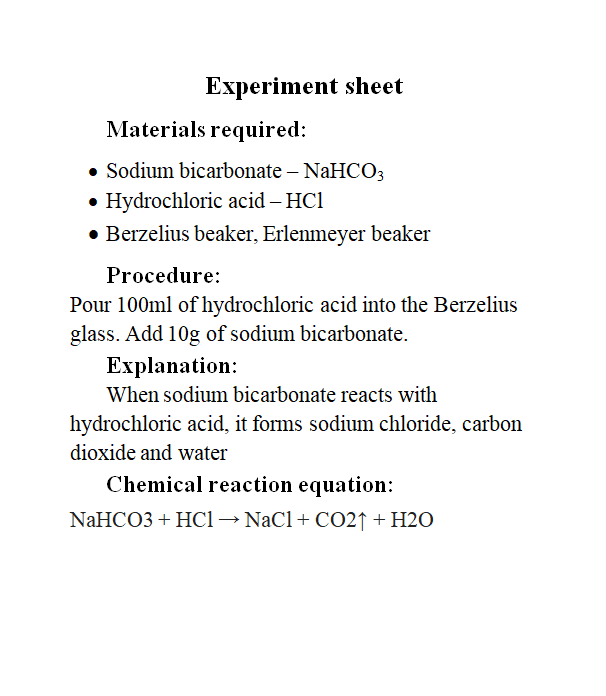 Experiment sheet
Materials required:
• Sodium bicarbonate – NaHCO₃
• Hydrochloric acid – HCl
• Berzelius beaker, Erlenmeyer beaker
Procedure:
Pour 100ml of hydrochloric acid into the Berzelius
glass. Add 10g of sodium bicarbonate.
Explanation:
When sodium bicarbonate reacts with
hydrochloric acid, it forms sodium chloride, carbon
dioxide and water
Chemical reaction equation:
NaHCO3 + HCl → NaCl + CO2↑ + H2O